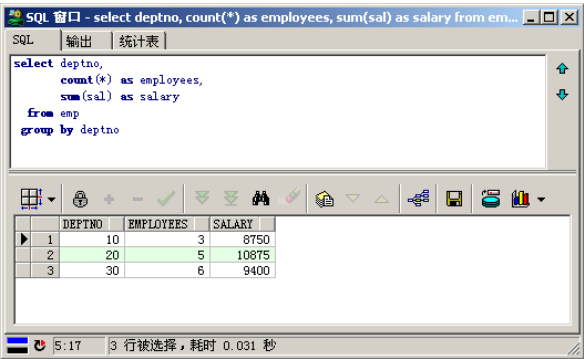 SQL 窗口 - select deptno, count(*) as employees, sum(sal) as salary from em...
SQL 输出 统计表
select deptno,
count(*) as employees,
sum(sal) as salary
from emp
group by deptno
DEPTNO EMPLOYEES SALARY
1 10 3 8750
2 20 5 10875
3 30 6 9400
5:17 3 行被选择，耗时 0.031 秒